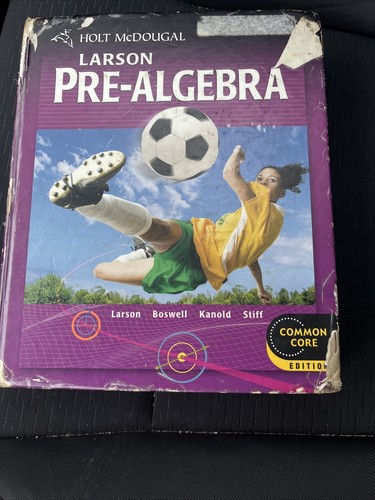 HOLT McDOUGAL
LARSON
PRE-ALGEBRA
Larson Boswell Kanold Stiff
COMMON
CORE
EDITION